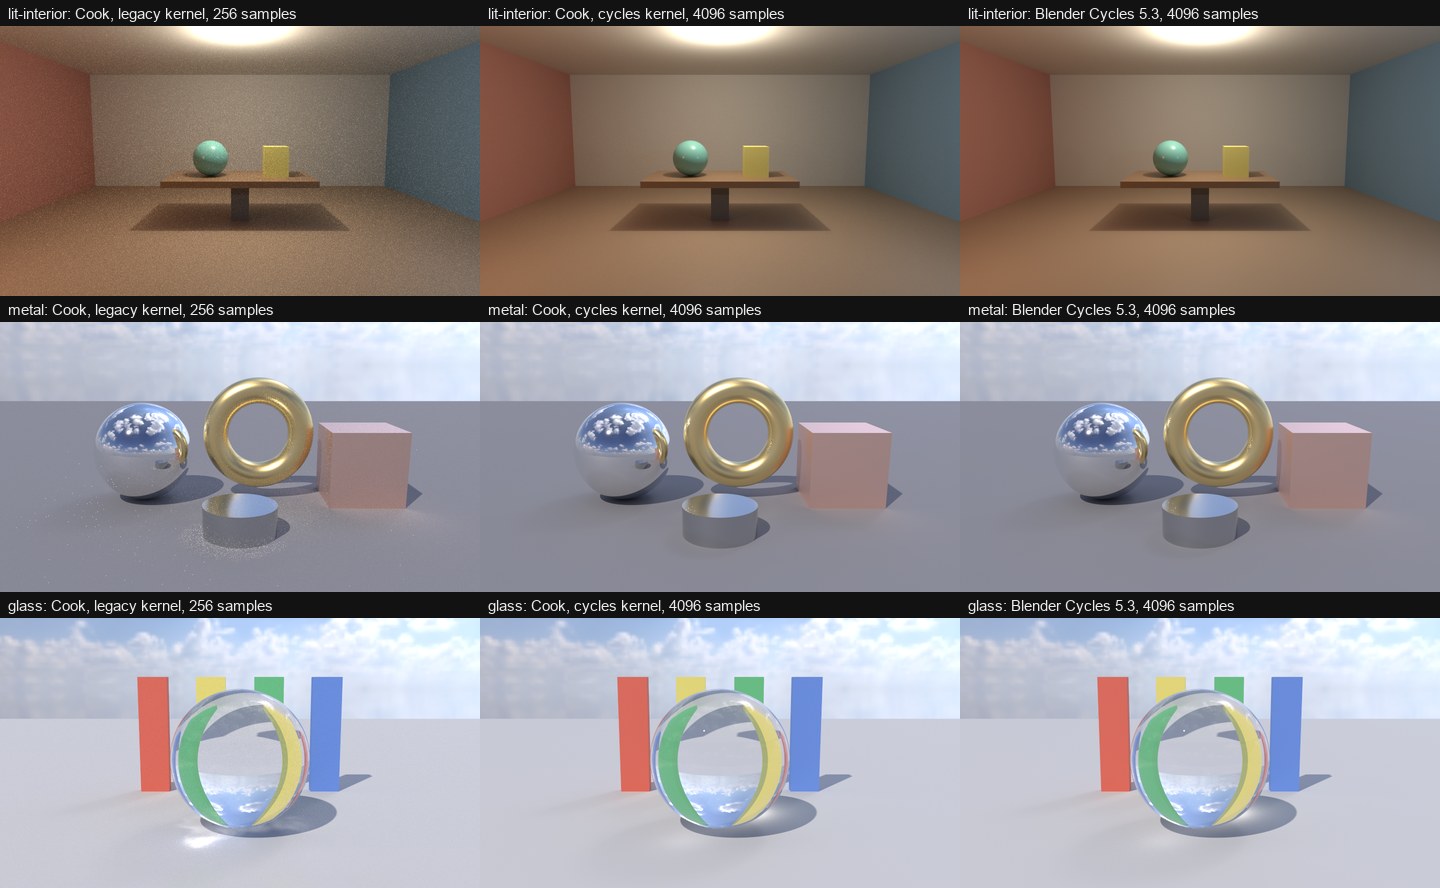 lit-interior: Cook, legacy kernel, 256 samples
lit-interior: Cook, cycles kernel, 4096 samples
lit-interior: Blender Cycles 5.3, 4096 samples
metal: Cook, legacy kernel, 256 samples
metal: Cook, cycles kernel, 4096 samples
metal: Blender Cycles 5.3, 4096 samples
glass: Cook, legacy kernel, 256 samples
glass: Cook, cycles kernel, 4096 samples
glass: Blender Cycles 5.3, 4096 samples